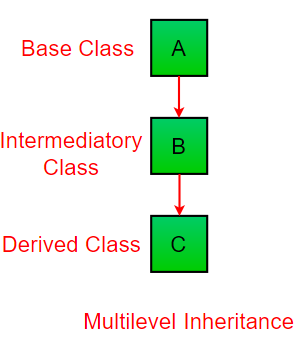 Base Class A
Intermediatory
Class
B
Derived Class C
Multilevel Inheritance